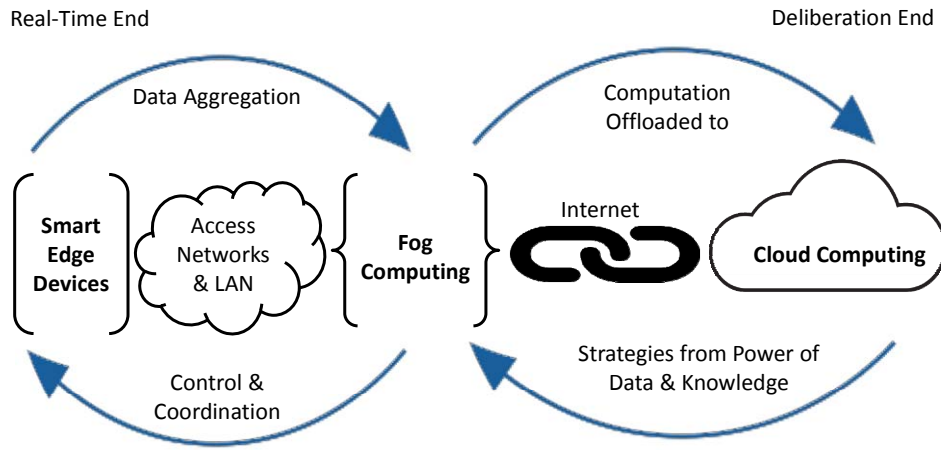 Real-Time End
Deliberation End
Data Aggregation
Computation
Offloaded to
Smart
Edge
Devices
Access
Networks
& LAN
Fog
Computing
Internet
Cloud Computing
Control &
Coordination
Strategies from Power of
Data & Knowledge